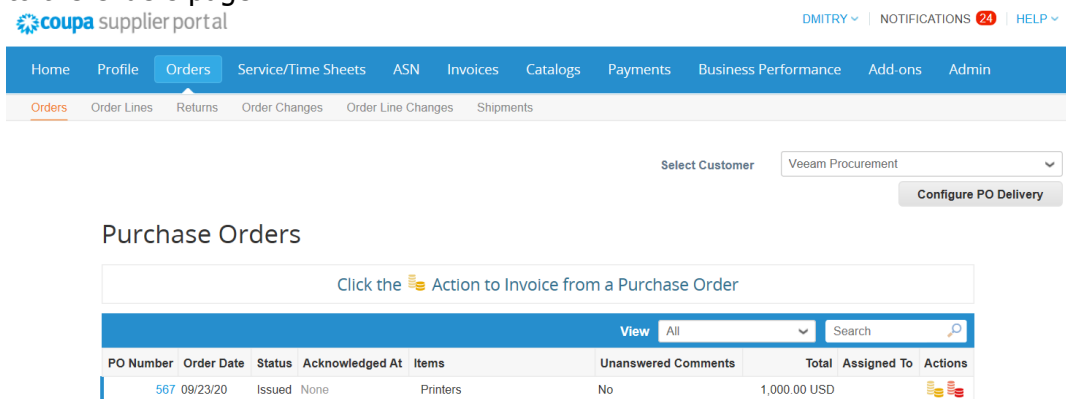 coupa supplier portal
DMITRY NOTIFICATIONS 24 HELP
Home Profile Orders Service/Time Sheets ASN Invoices Catalogs Payments Business Performance Add-ons Admin
Orders Order Lines Returns Order Changes Order Line Changes Shipments
Select Customer Veeam Procurement
Configure PO Delivery
Purchase Orders
Click the Action to Invoice from a Purchase Order
View All Search
PO Number Order Date Status Acknowledged At Items Unanswered Comments Total Assigned To Actions
567 09/23/20 Issued None Printers No 1,000.00 USD